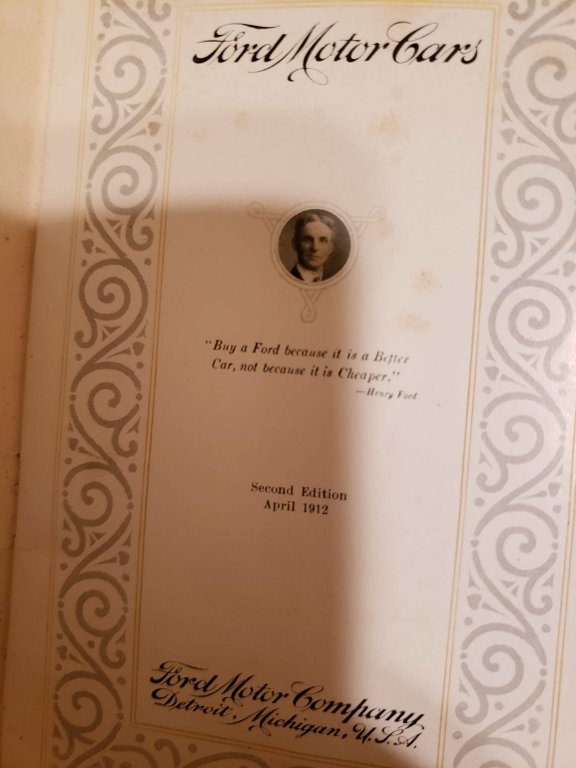 Ford Motor Cars
"Buy a Ford because it is a Better
Car, not because it is Cheaper."
—Henry Ford
Second Edition
April 1912
Ford Motor Company
Detroit, Michigan, U.S.A.